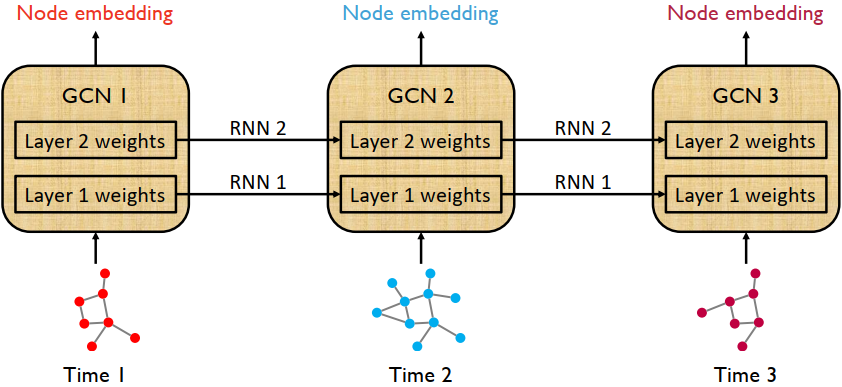 Node embedding
Node embedding
Node embedding
GCN 1
GCN 2
GCN 3
Layer 2 weights
RNN 2
Layer 2 weights
RNN 2
Layer 2 weights
Layer 1 weights
RNN 1
Layer 1 weights
RNN 1
Layer 1 weights
Time 1
Time 2
Time 3